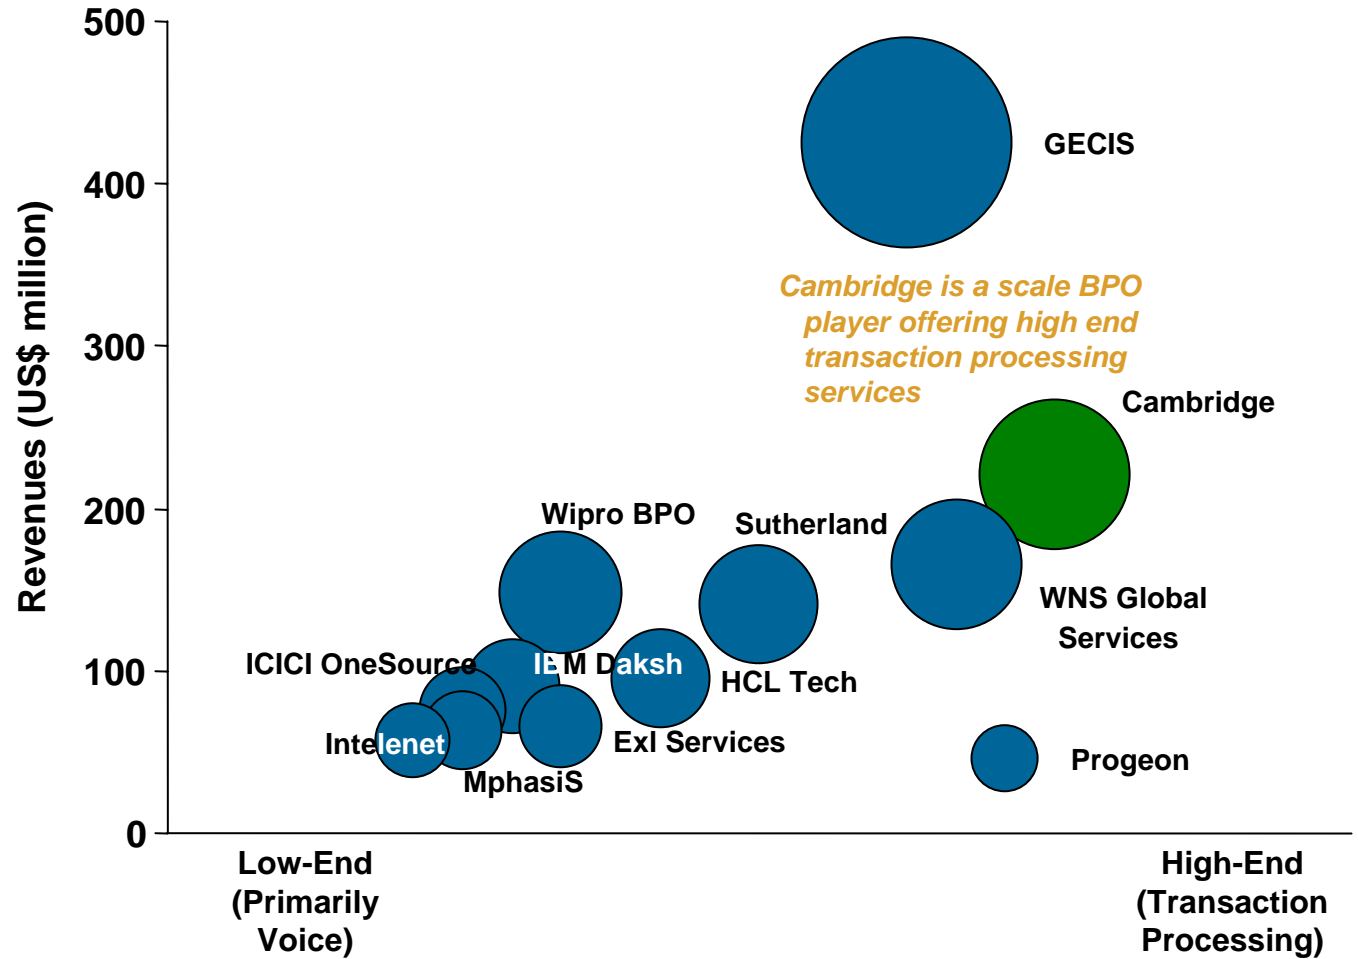 500
400
300
200
100
0
Revenues (US$ million)
GECIS
Cambridge is a scale BPO
player offering high end
transaction processing
services
Cambridge
Wipro BPO
Sutherland
WNS Global
Services
ICICI OneSource
IBM Daksh
HCL Tech
Intelenet
Exl Services
MphasiS
Progeon
Low-End
(Primarily
Voice)
High-End
(Transaction
Processing)